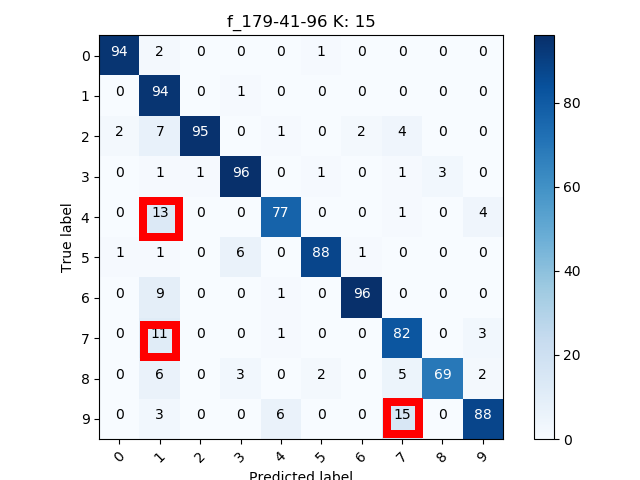 f_179-41-96 K: 15
0 94 2 0 0 0 1 0 0 0 0
1 0 94 0 1 0 0 0 0 0 0
2 2 7 95 0 1 0 2 4 0 0
3 0 1 1 96 0 1 0 1 3 0
4 0 13 0 0 77 0 0 1 0 4
5 1 1 0 6 0 88 1 0 0 0
6 0 9 0 0 1 0 96 0 0 0
7 0 11 0 0 1 0 0 82 0 3
8 0 6 0 3 0 2 0 5 69 2
9 0 3 0 0 6 0 0 15 0 88
0 1 2 3 4 5 6 7 8 9
True label
Predicted label
80
60
40
20
0